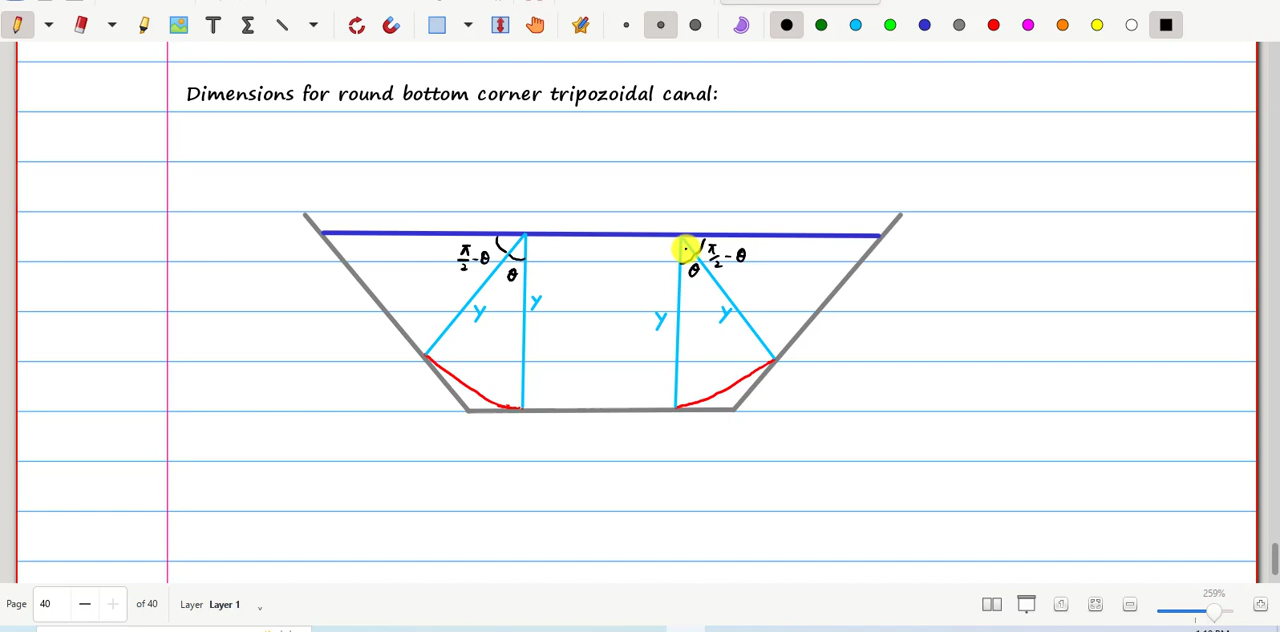 Dimensions for round bottom corner tripozoidal canal:
π/2 - θ
θ
π/2 - θ
θ
y
y
y
y
Page 40 of 40 Layer Layer 1
259%